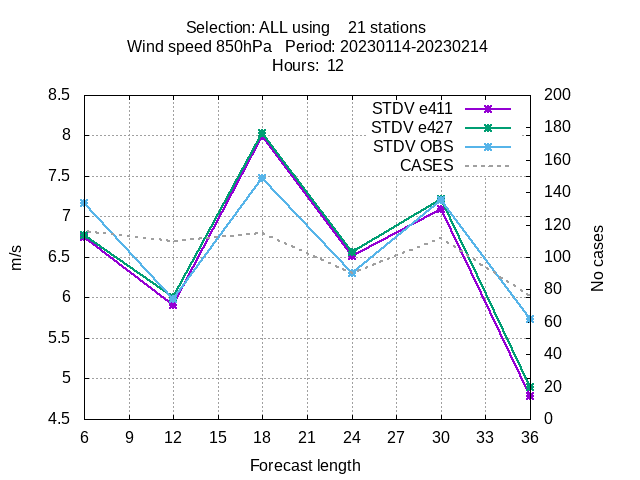 Selection: ALL using    21 stations
Wind speed 850hPa   Period: 20230114-20230214
Hours:  12
8.5
8
7.5
7
6.5
6
5.5
5
4.5
m/s
STDV e411
STDV e427
STDV OBS
CASES
200
180
160
140
120
100
80
60
40
20
0
No cases
6 9 12 15 18 21 24 27 30 33 36
Forecast length